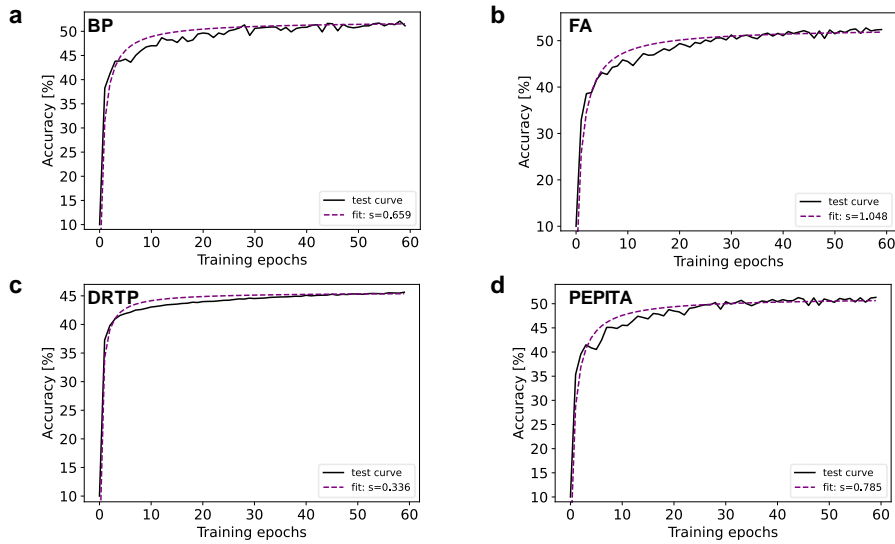 a
BP
Accuracy [%]
50
45
40
35
30
25
20
15
10
test curve
fit: s=0.659
0 10 20 30 40 50 60
Training epochs
b
FA
Accuracy [%]
50
40
30
20
10
test curve
fit: s=1.048
0 10 20 30 40 50 60
Training epochs
c
DRTP
Accuracy [%]
45
40
35
30
25
20
15
10
test curve
fit: s=0.336
0 10 20 30 40 50 60
Training epochs
d
PEPITA
Accuracy [%]
50
45
40
35
30
25
20
15
10
test curve
fit: s=0.785
0 10 20 30 40 50 60
Training epochs